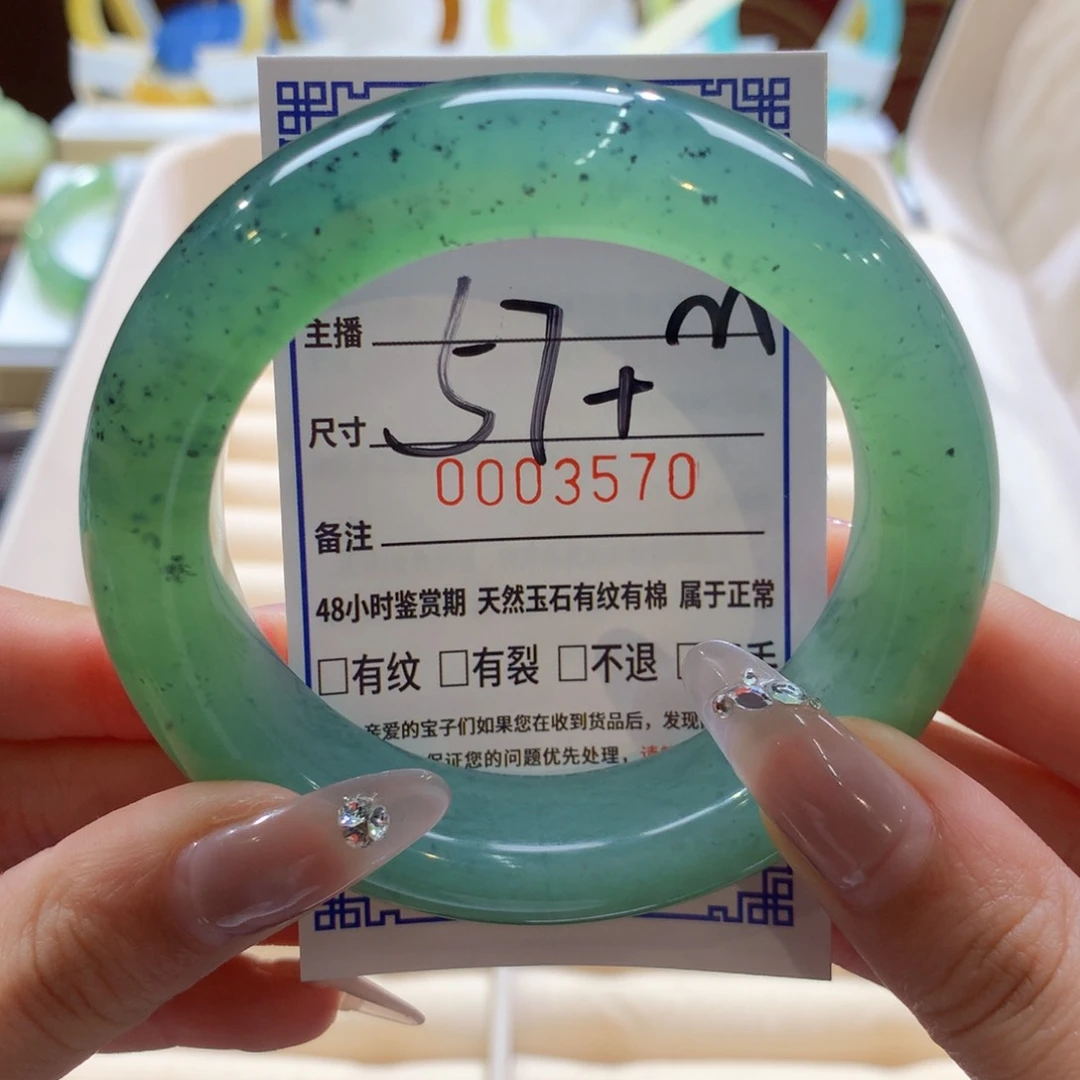 主播
尺寸 57+
0003570
备注
48小时鉴赏期 天然玉石有纹有棉 属于正常
□有纹 □有裂 □不退
亲爱的宝子们如果您在收到货品后，发现
保证您的问题优先处理，